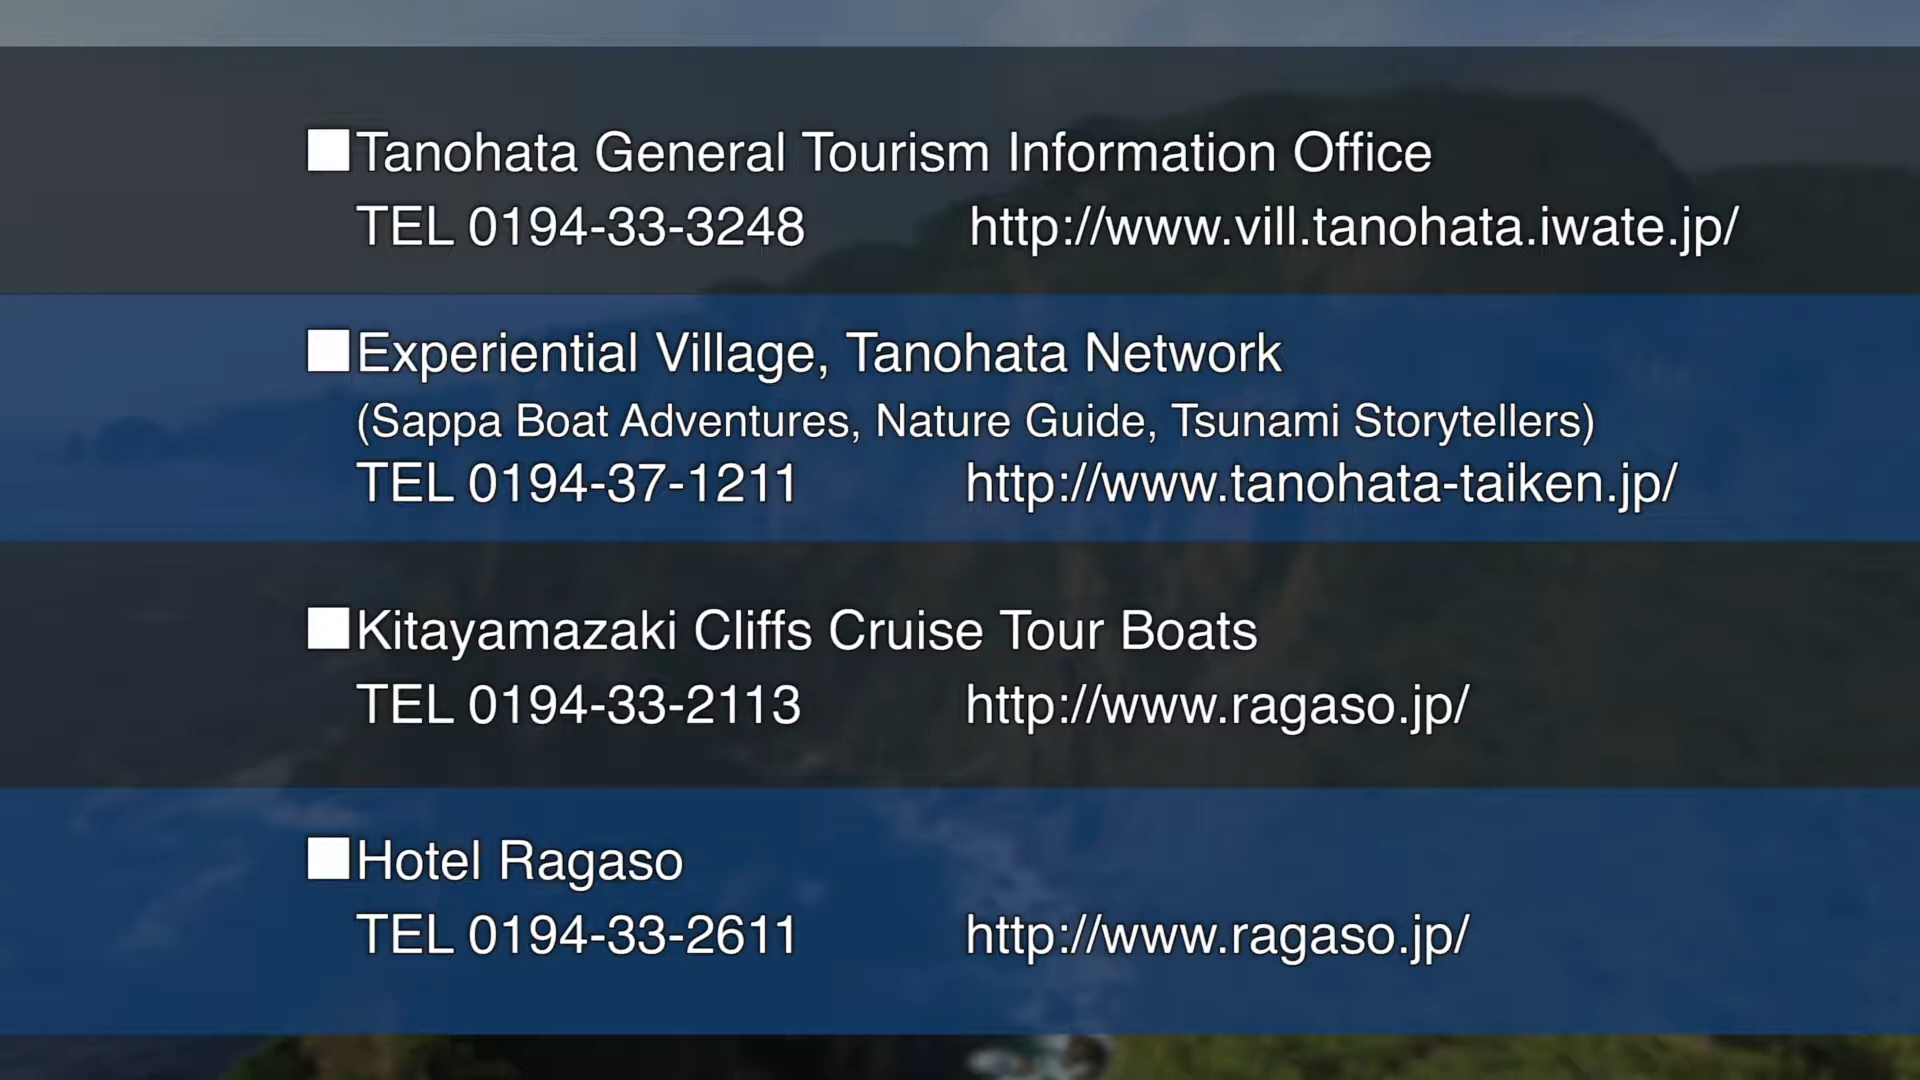 ■Tanohata General Tourism Information Office
TEL 0194-33-3248 http://www.vill.tanohata.iwate.jp/
■Experiential Village, Tanohata Network
(Sappa Boat Adventures, Nature Guide, Tsunami Storytellers)
TEL 0194-37-1211 http://www.tanohata-taiken.jp/
■Kitayamazaki Cliffs Cruise Tour Boats
TEL 0194-33-2113 http://www.ragaso.jp/
■Hotel Ragaso
TEL 0194-33-2611 http://www.ragaso.jp/